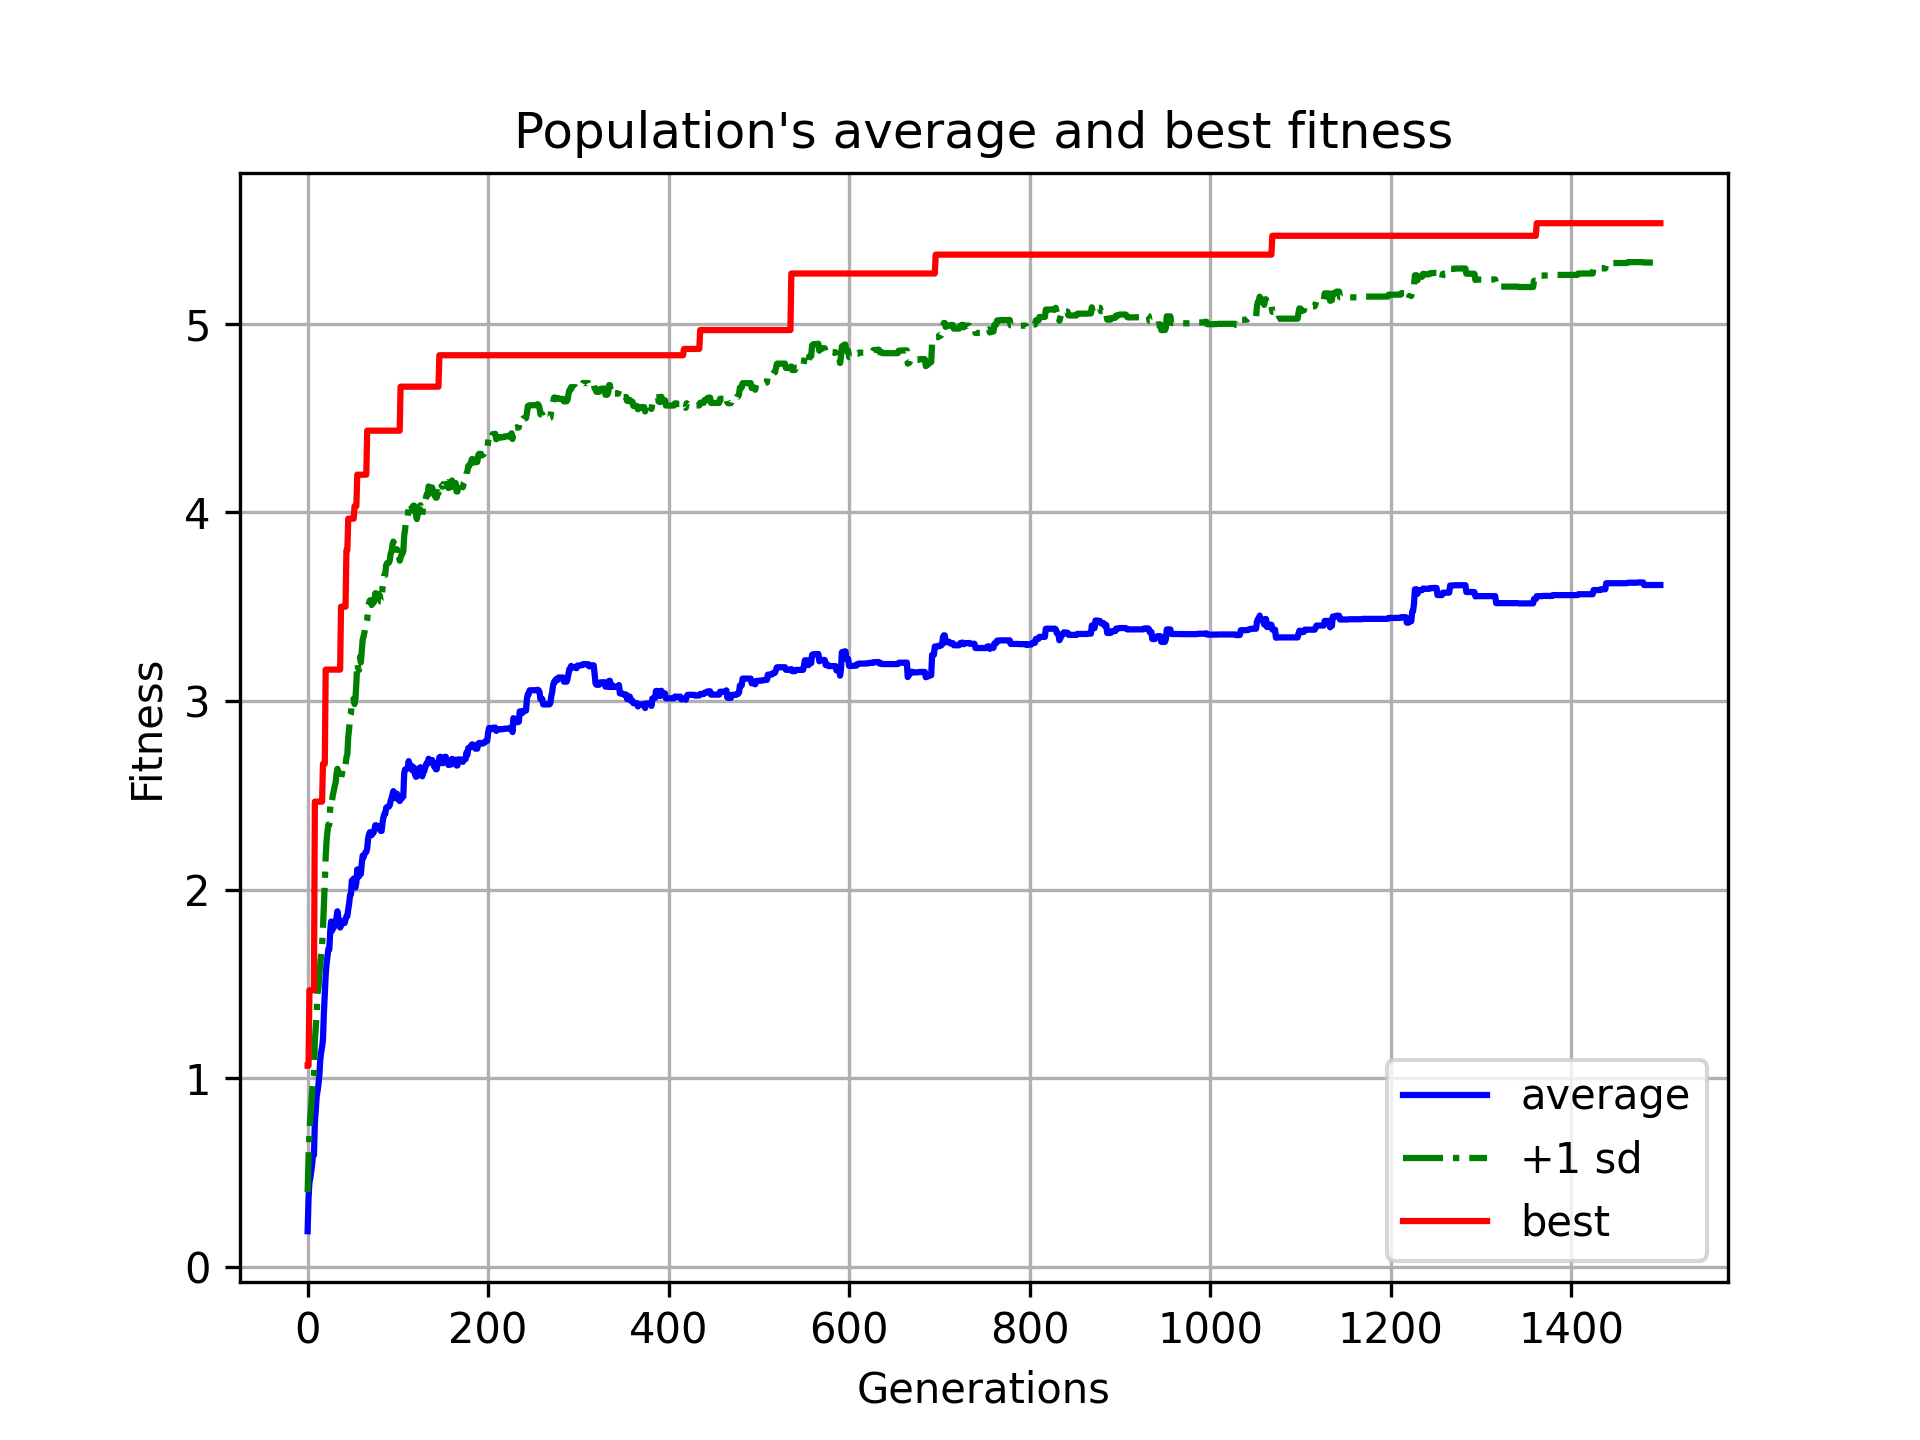 Population's average and best fitness
Fitness
5
4
3
2
1
0
0 200 400 600 800 1000 1200 1400
Generations
average
+1 sd
best